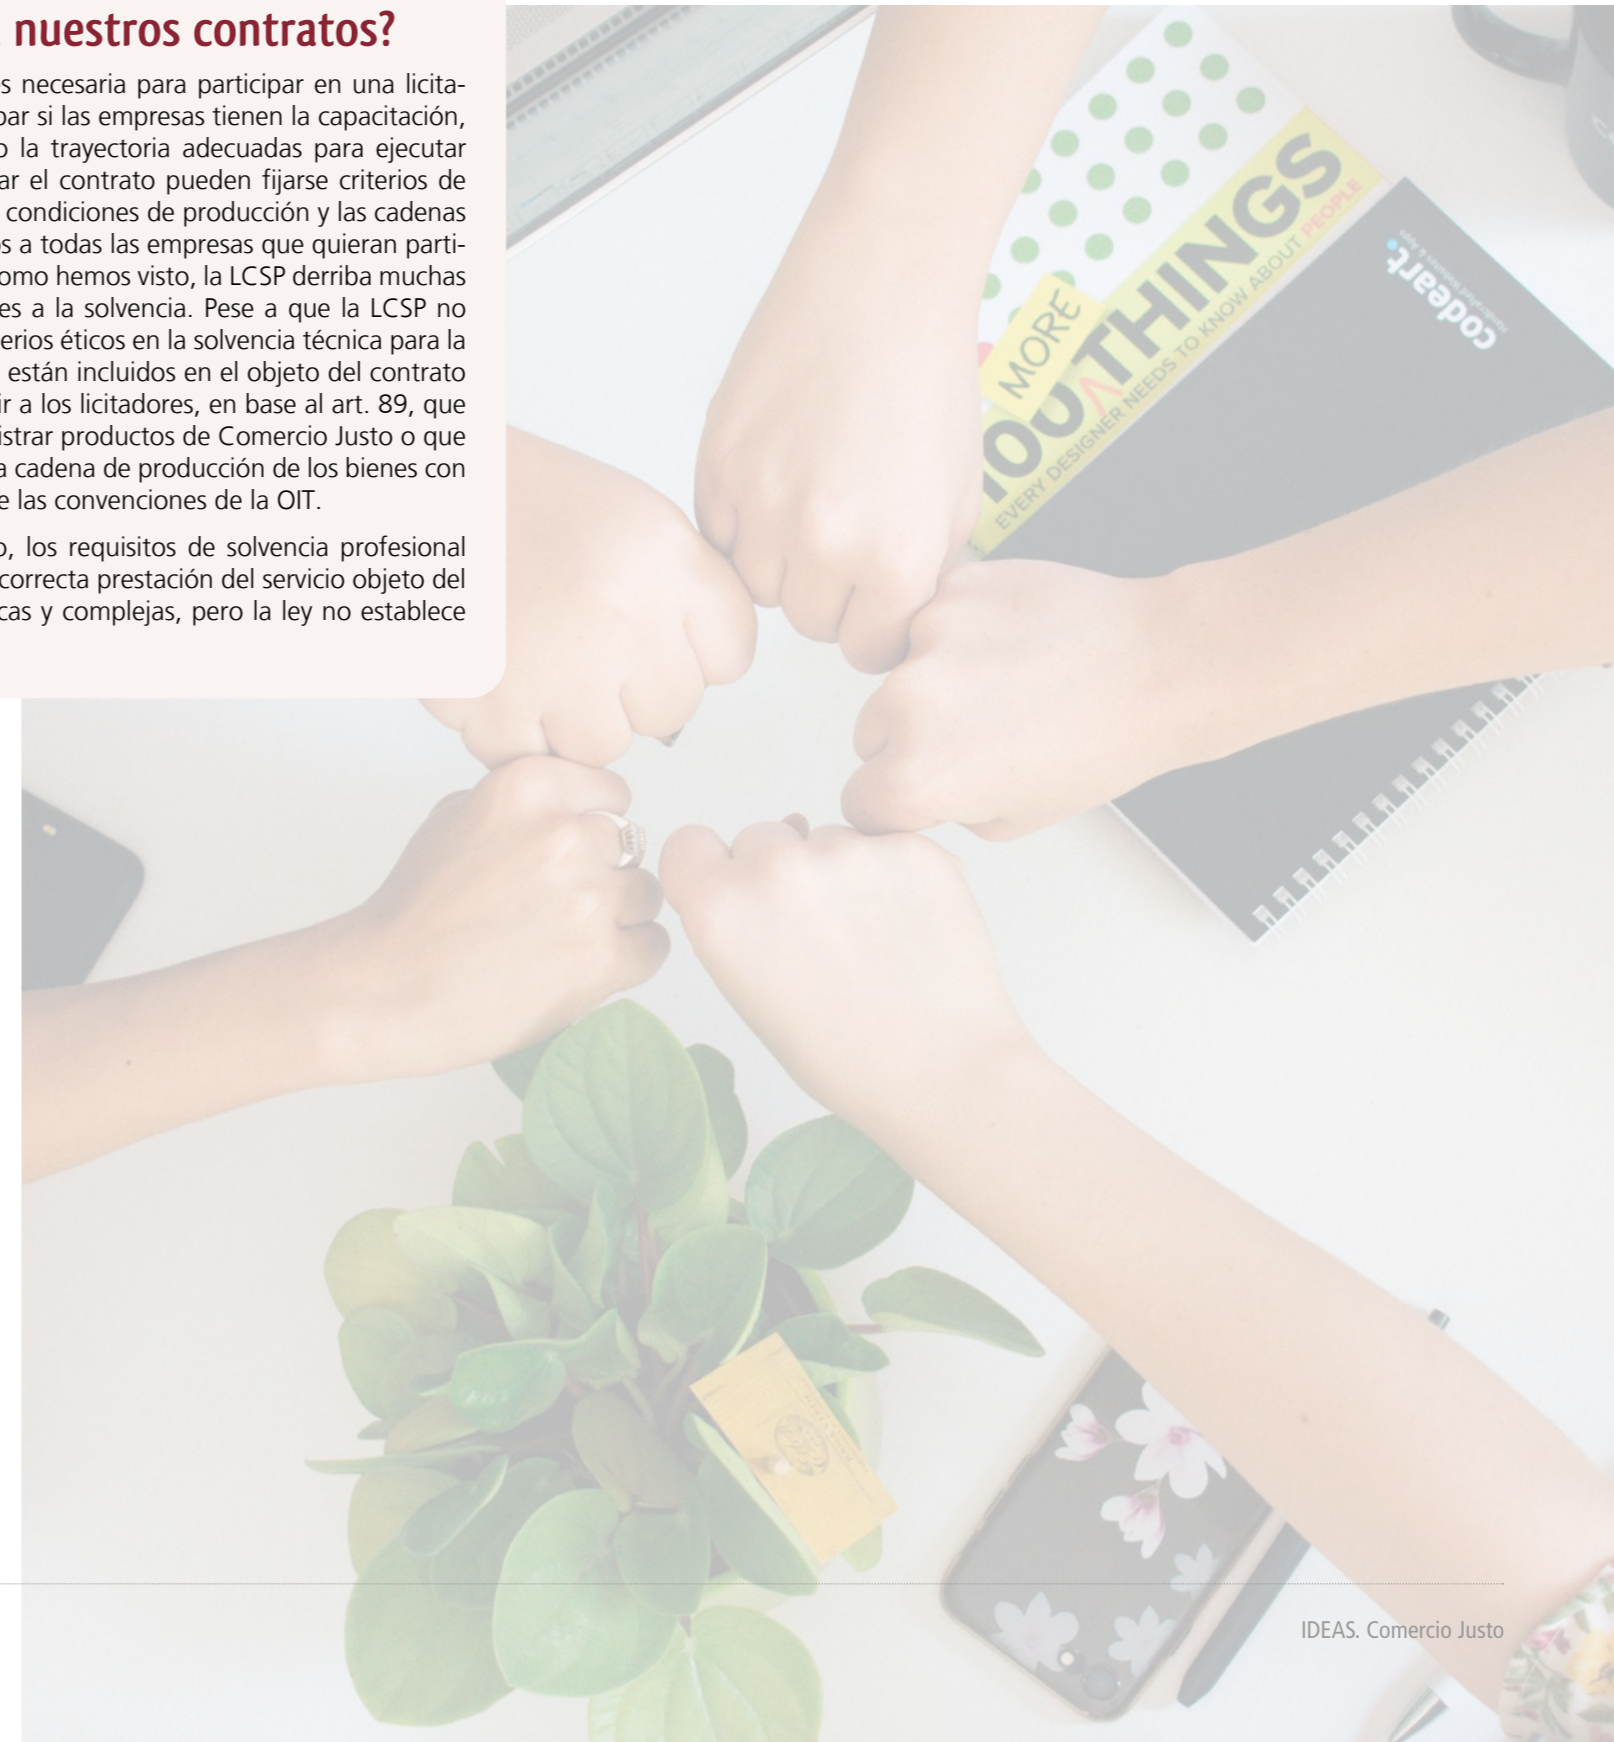 nuestros contratos?
s necesaria para participar en una licita-
bar si las empresas tienen la capacitación,
o la trayectoria adecuadas para ejecutar
ar el contrato pueden fijarse criterios de
condiciones de producción y las cadenas
os a todas las empresas que quieran parti-
omo hemos visto, la LCSP derriba muchas
es a la solvencia. Pese a que la LCSP no
erios éticos en la solvencia técnica para la
están incluidos en el objeto del contrato
ir a los licitadores, en base al art. 89, que
istrar productos de Comercio Justo o que
a cadena de producción de los bienes con
e las convenciones de la OIT.
o, los requisitos de solvencia profesional
correcta prestación del servicio objeto del
cas y complejas, pero la ley no establece
MORE
100 THINGS
EVERY DESIGNER NEEDS TO KNOW ABOUT PEOPLE
codeart.
Handcrafted Websites & Apps
IDEAS. Comercio Justo